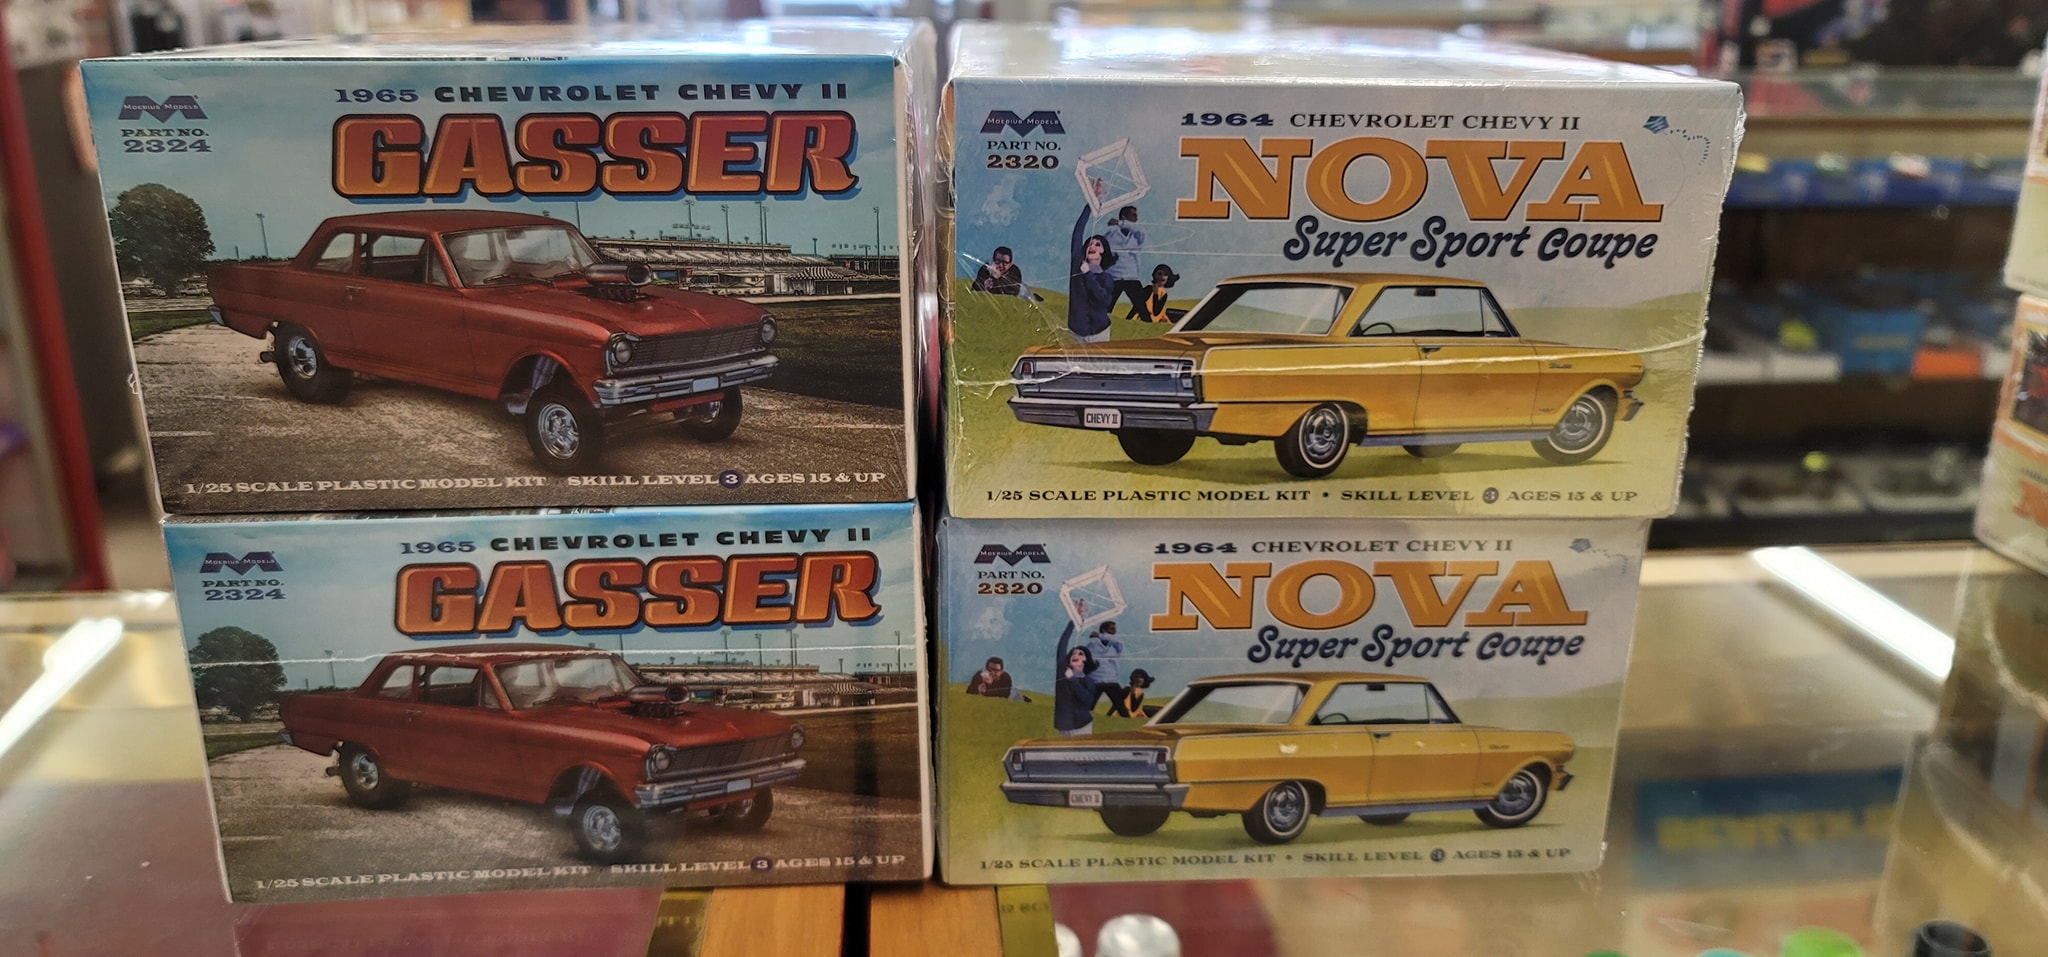 MOEBIUS MODELS
PART NO.
2324
1965 CHEVROLET CHEVY II
GASSER
1/25 SCALE PLASTIC MODEL KIT SKILL LEVEL 3 AGES 15 & UP
MOEBIUS MODELS
PART NO.
2320
1964 CHEVROLET CHEVY II
NOVA
Super Sport Coupe
CHEVY II
1/25 SCALE PLASTIC MODEL KIT • SKILL LEVEL 3 AGES 15 & UP
MOEBIUS MODELS
PART NO.
2324
1965 CHEVROLET CHEVY II
GASSER
1/25 SCALE PLASTIC MODEL KIT SKILL LEVEL 3 AGES 15 & UP
MOEBIUS MODELS
PART NO.
2320
1964 CHEVROLET CHEVY II
NOVA
Super Sport Coupe
CHEVY II
1/25 SCALE PLASTIC MODEL KIT • SKILL LEVEL 3 AGES 15 & UP